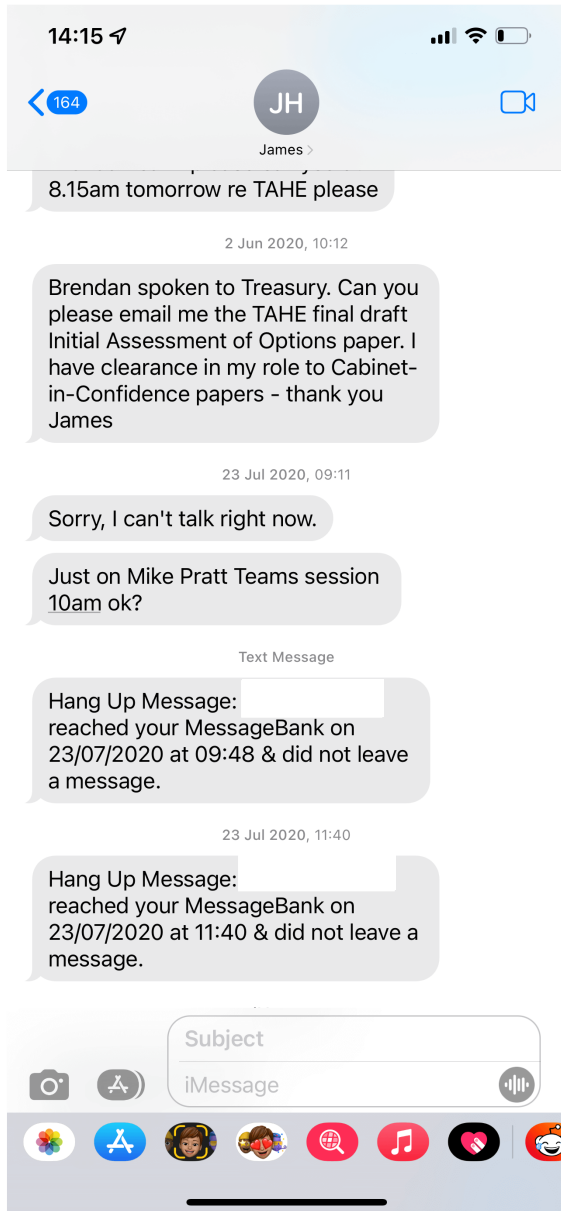 14:15
164
JH
James
8.15am tomorrow re TAHE please
2 Jun 2020, 10:12
Brendan spoken to Treasury. Can you
please email me the TAHE final draft
Initial Assessment of Options paper. I
have clearance in my role to Cabinet-
in-Confidence papers - thank you
James
23 Jul 2020, 09:11
Sorry, I can't talk right now.
Just on Mike Pratt Teams session
10am ok?
Text Message
Hang Up Message:
reached your MessageBank on
23/07/2020 at 09:48 & did not leave
a message.
23 Jul 2020, 11:40
Hang Up Message:
reached your MessageBank on
23/07/2020 at 11:40 & did not leave a
message.
Subject
iMessage